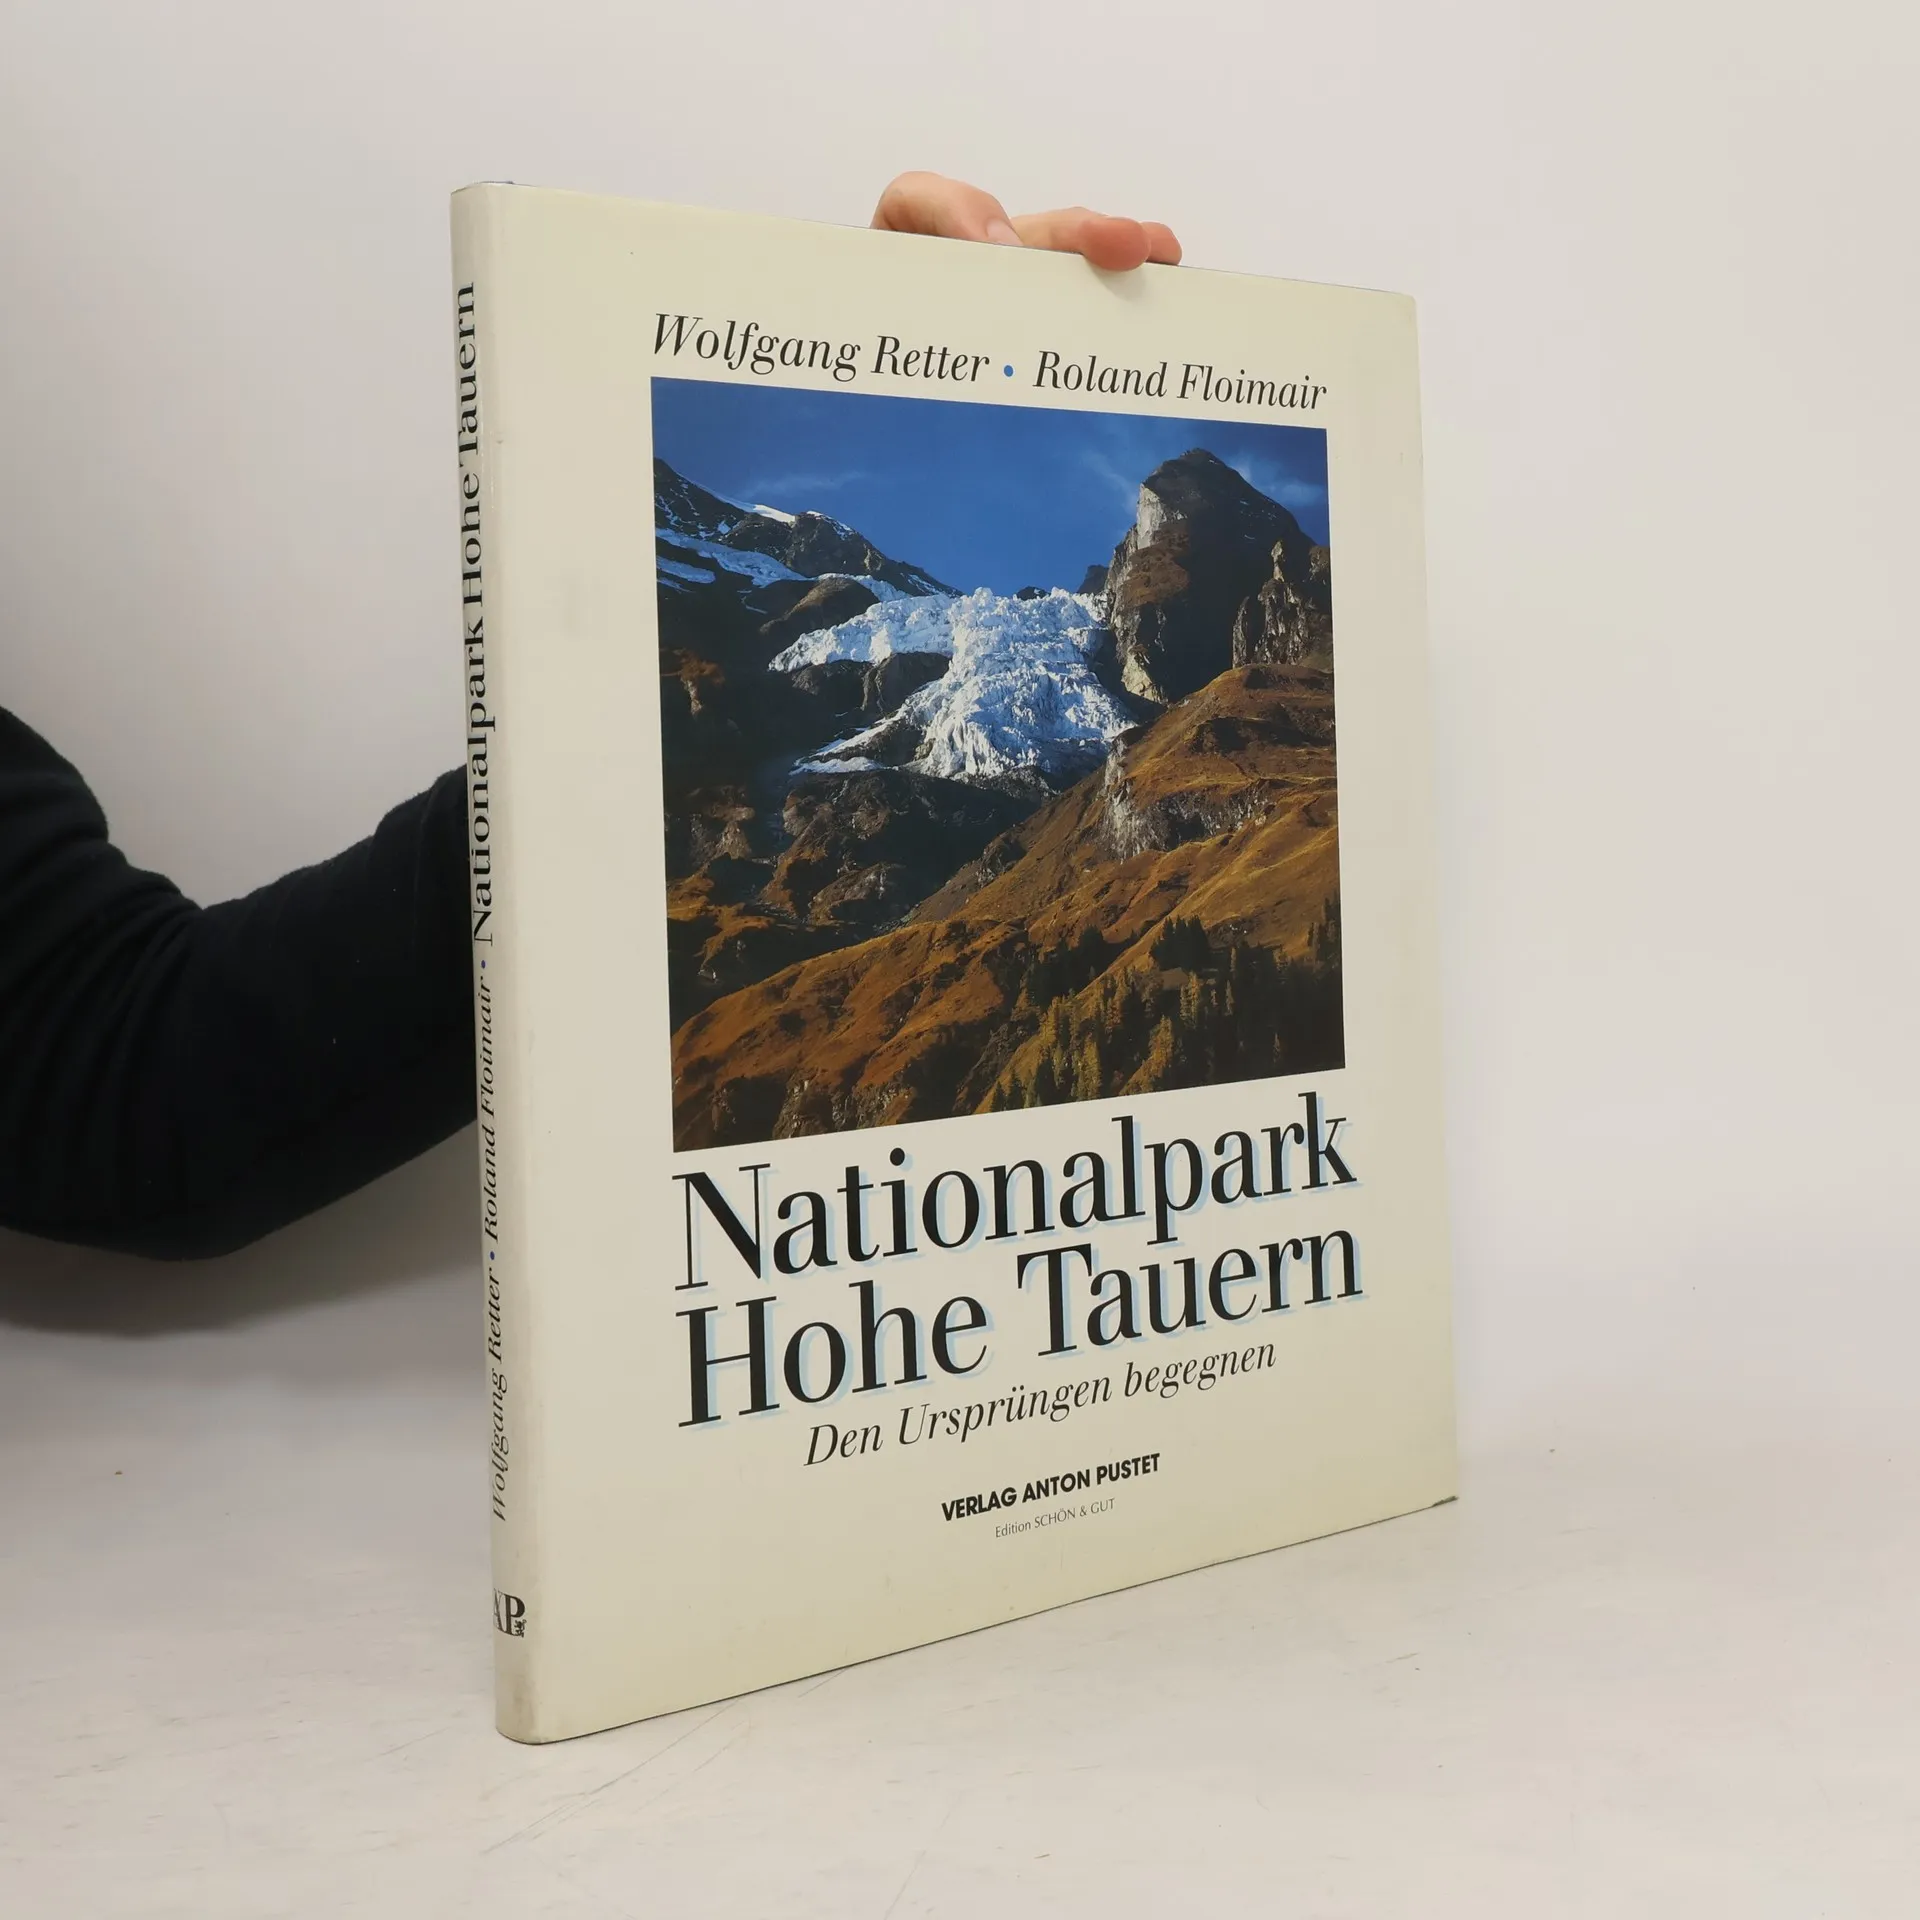 Wolfgang Retter • Roland Floimair
Nationalpark
Hohe Tauern
Den Ursprüngen begegnen
VERLAG ANTON PUSTET
Edition SCHÖN & GUT
Wolfgang Retter • Roland Floimair • Nationalpark Hohe Tauern
AP